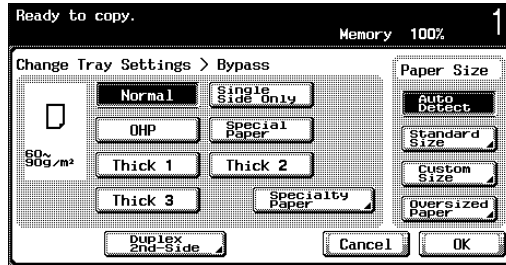 Ready to copy.
Memory 100% 1
Change Tray Settings > Bypass
Paper Size
Normal
Single
Side Only
Auto
Detect
OHP
Special
Paper
Standard
Size
60~
90g/m²
Thick 1
Thick 2
Custom
Size
Thick 3
Specialty
Paper
Oversized
Paper
Duplex
2nd-Side
Cancel
OK